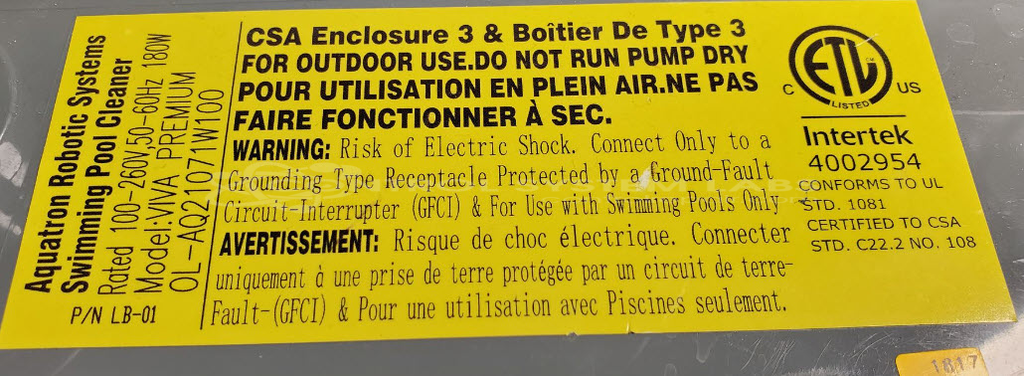 Aquatron Robotic Systems
Swimming Pool Cleaner
Rated 100-260V,50-60Hz 180W
Model:VIVA PREMIUM
OL-AQ21071W100
P/N LB-01
CSA Enclosure 3 & Boîtier De Type 3
FOR OUTDOOR USE.DO NOT RUN PUMP DRY
POUR UTILISATION EN PLEIN AIR.NE PAS
FAIRE FONCTIONNER À SEC.
WARNING: Risk of Electric Shock. Connect Only to a
Grounding Type Receptacle Protected by a Ground-Fault
Circuit-Interrupter (GFCI) & For Use with Swimming Pools Only
AVERTISSEMENT: Risque de choc électrique. Connecter
uniquement à une prise de terre protégée par un circuit de terre-
Fault-(GFCI) & Pour une utilisation avec Piscines seulement.
ETL
C US
LISTED
Intertek
4002954
CONFORMS TO UL
STD. 1081
CERTIFIED TO CSA
STD. C22.2 NO. 108
1817